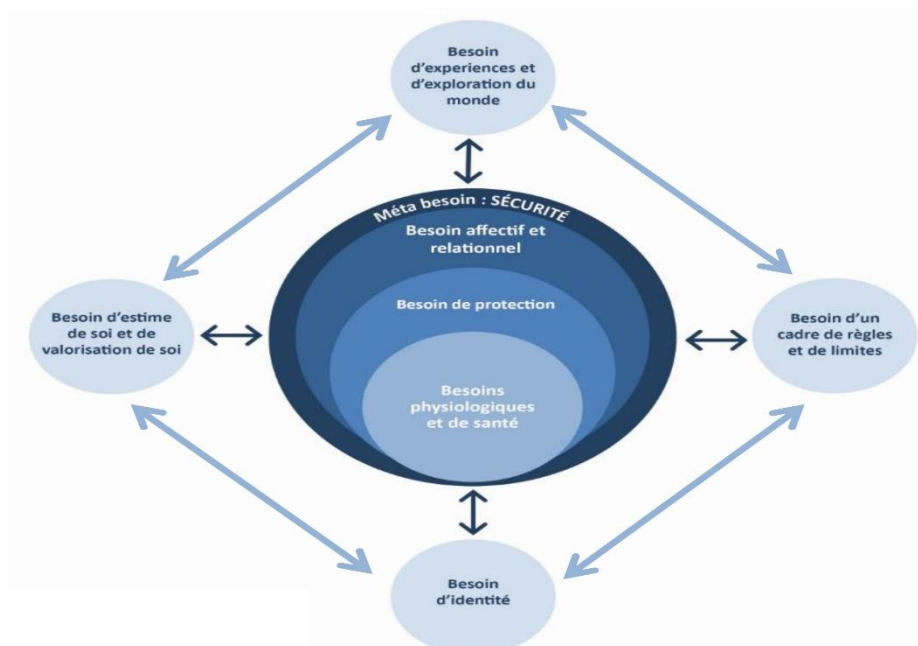 Besoin
d'experiences et
d'exploration du
monde
Méta besoin : SÉCURITÉ
Besoin affectif et
relationnel
Besoin de protection
Besoin d'estime
de soi et de
valorisation de soi
Besoin d'un
cadre de règles
et de limites
Besoins
physiologiques
et de santé
Besoin
d'identité